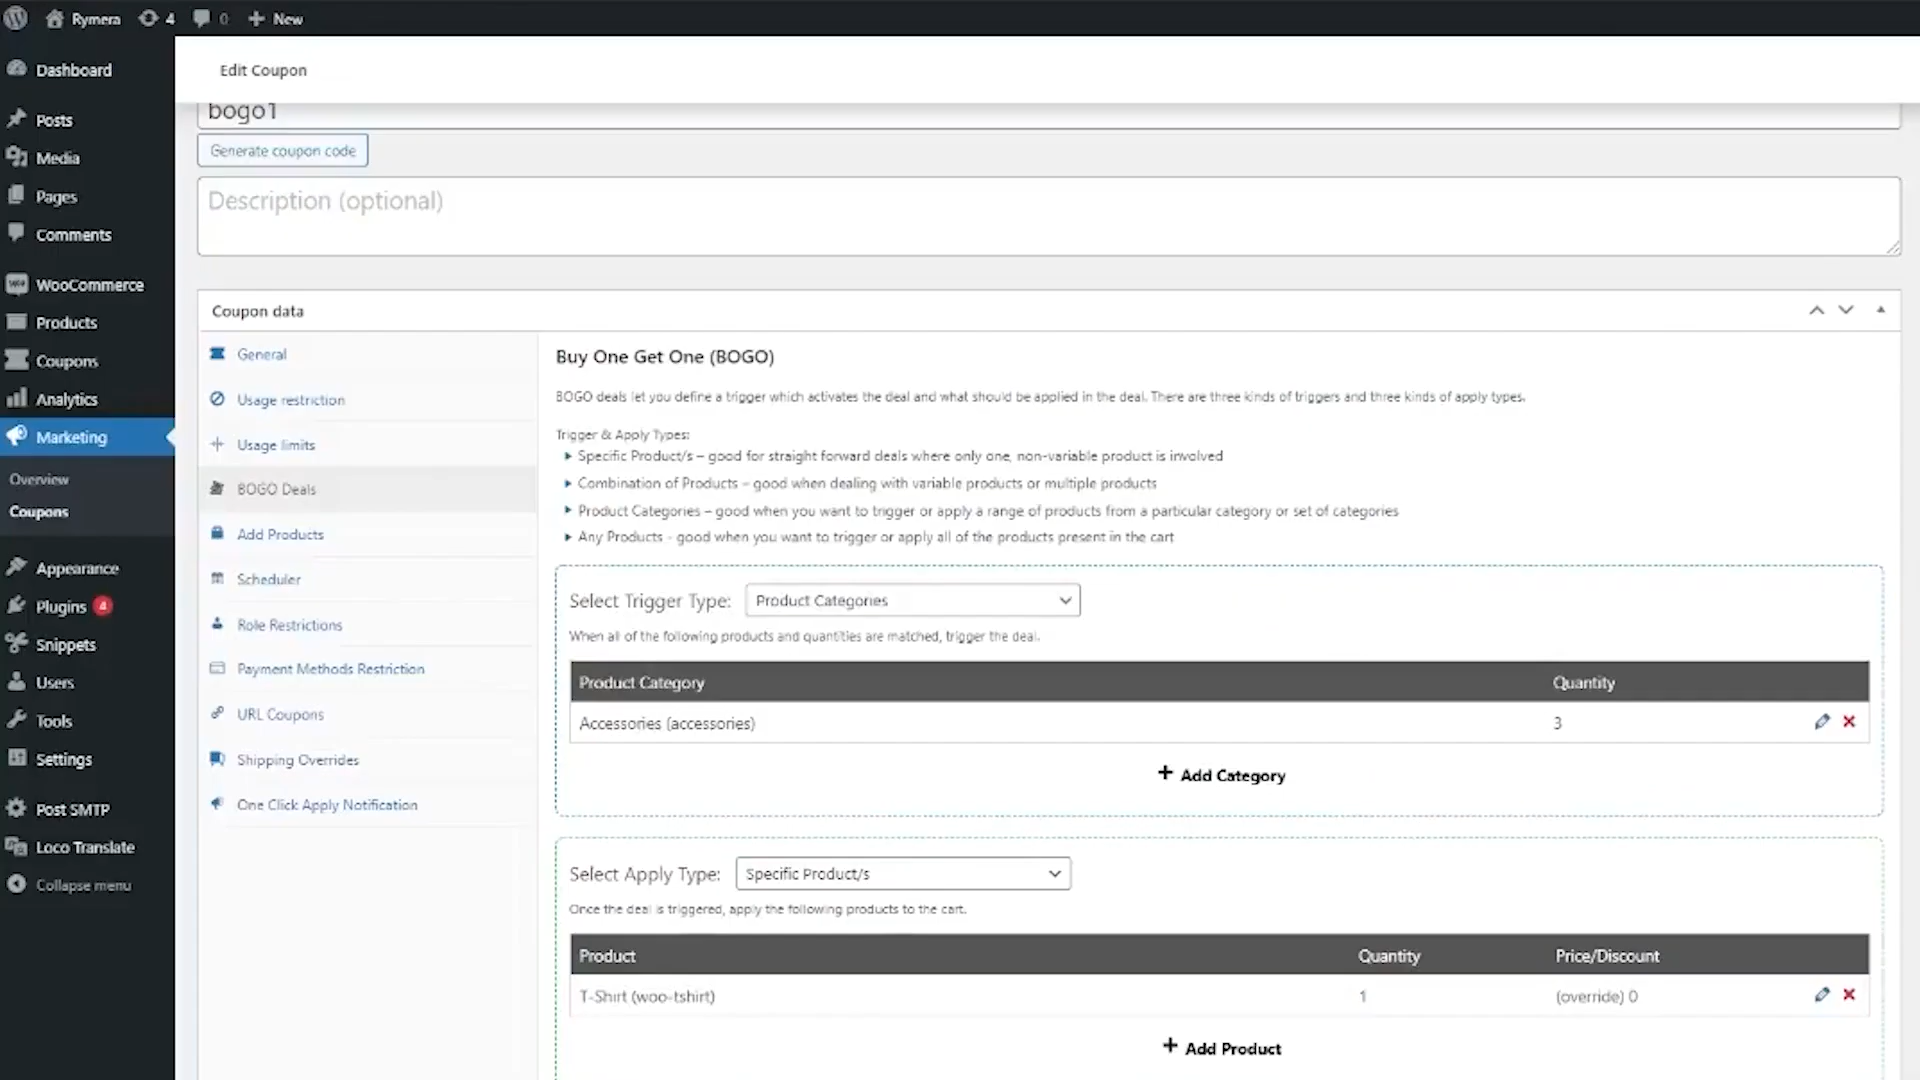 Rymera 4 0 New
Dashboard
Posts
Media
Pages
Comments
WooCommerce
Products
Coupons
Analytics
Marketing
Overview
Coupons
Appearance
Plugins 4
Snippets
Users
Tools
Settings
Post SMTP
Loco Translate
Collapse menu
Edit Coupon
bogo1
Generate coupon code
Description (optional)
Coupon data
General
Usage restriction
Usage limits
BOGO Deals
Add Products
Scheduler
Role Restrictions
Payment Methods Restriction
URL Coupons
Shipping Overrides
One Click Apply Notification
Buy One Get One (BOGO)
BOGO deals let you define a trigger which activates the deal and what should be applied in the deal. There are three kinds of triggers and three kinds of apply types.
Trigger & Apply Types:
Specific Product/s – good for straight forward deals where only one, non-variable product is involved
Combination of Products – good when dealing with variable products or multiple products
Product Categories – good when you want to trigger or apply a range of products from a particular category or set of categories
Any Products - good when you want to trigger or apply all of the products present in the cart
Select Trigger Type: Product Categories
When all of the following products and quantities are matched, trigger the deal.
Product Category Quantity
Accessories (accessories) 3
+ Add Category
Select Apply Type: Specific Product/s
Once the deal is triggered, apply the following products to the cart.
Product Quantity Price/Discount
T-Shirt (woo-tshirt) 1 (override) 0
+ Add Product